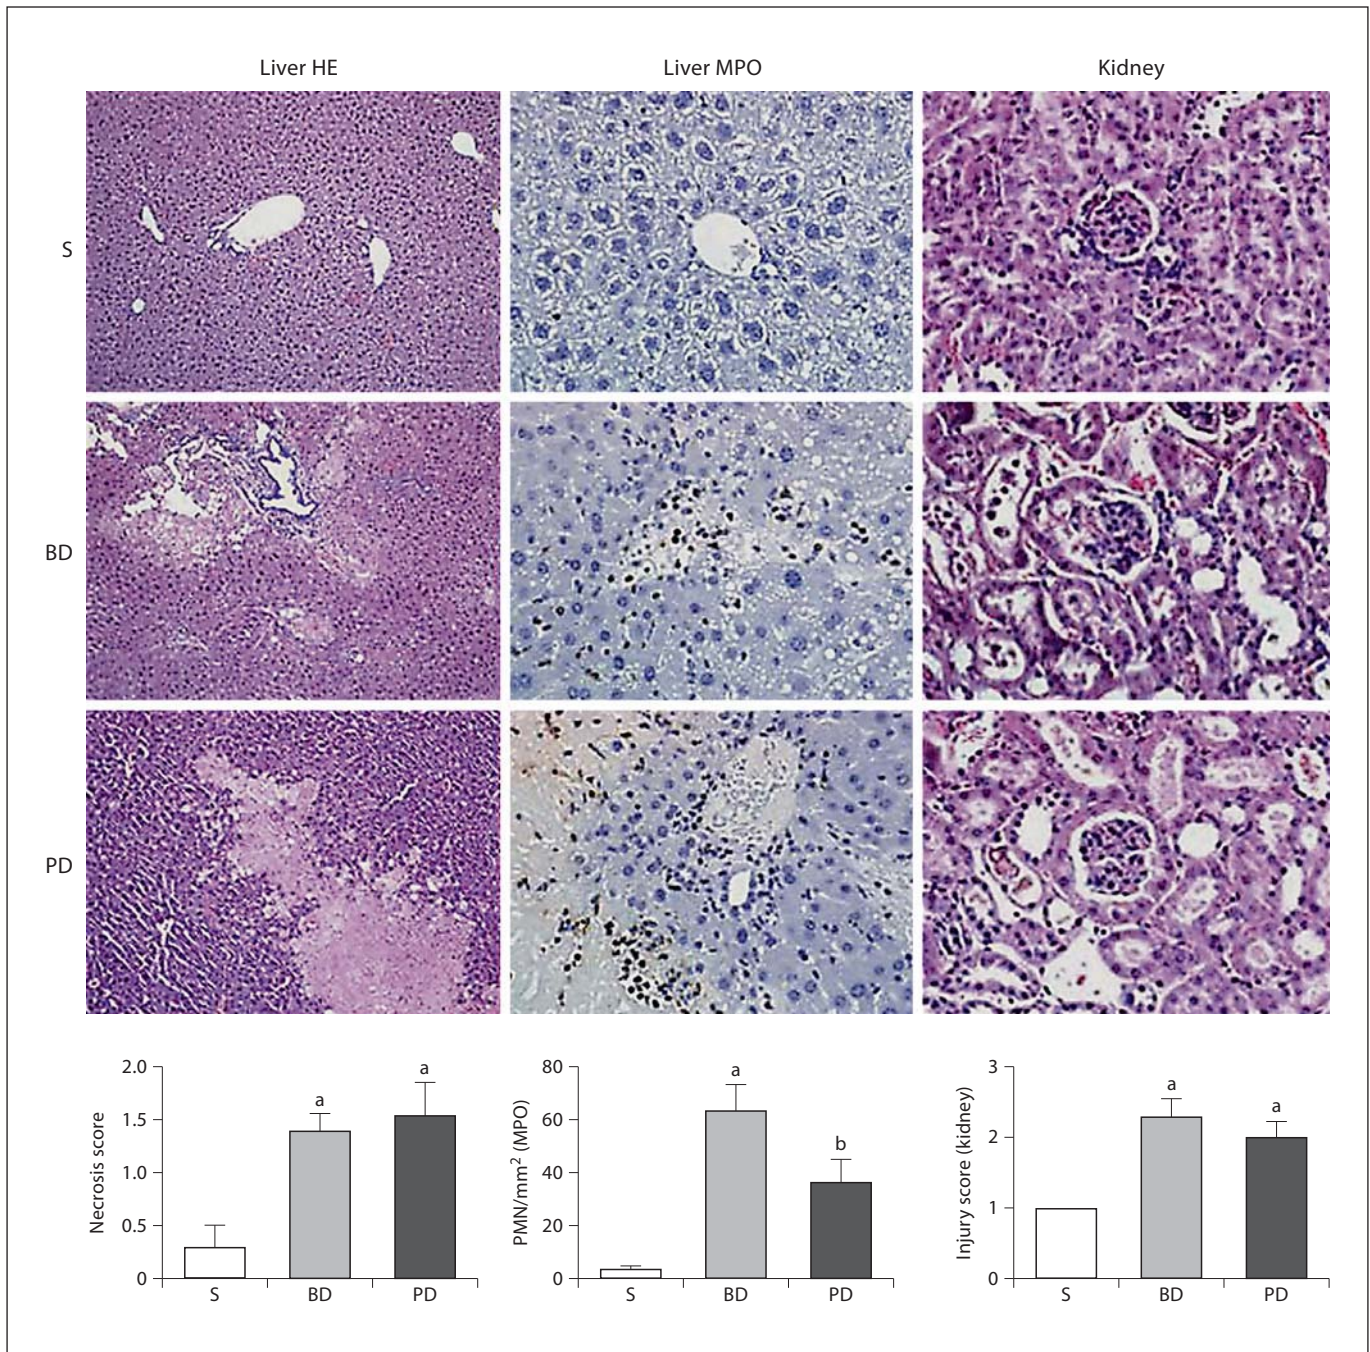 Liver HE Liver MPO Kidney
S
BD
PD
2.0
1.5
1.0
0.5
0
Necrosis score
a
a
S BD PD
80
60
40
20
0
PMN/mm² (MPO)
a
b
S BD PD
3
2
1
0
Injury score (kidney)
a
a
S BD PD